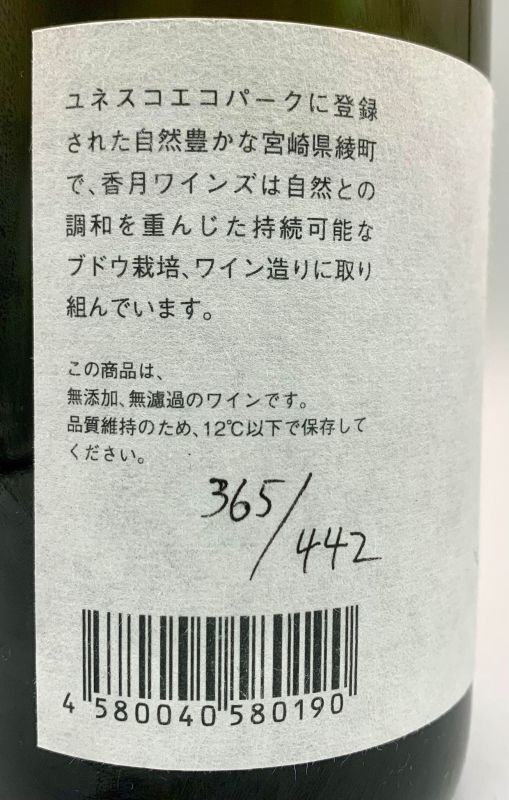 ユネスコエコパークに登録
された自然豊かな宮崎県綾町
で、香月ワインズは自然との
調和を重んじた持続可能な
ブドウ栽培、ワイン造りに取り
組んでいます。
この商品は、
無添加、無濾過のワインです。
品質維持のため、12℃以下で保存して
ください。
365/442
4 580040 580190